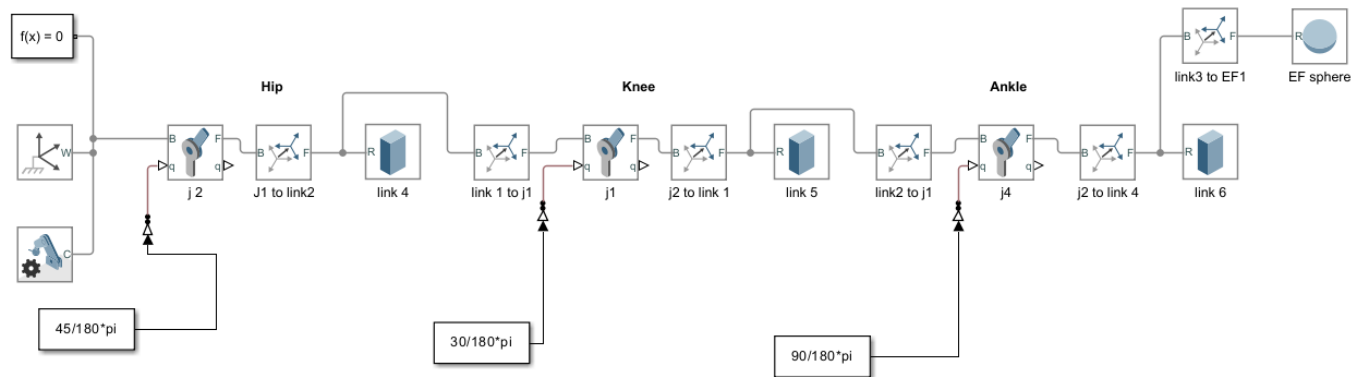 f(x) = 0
W
C
Hip
B
F
q
q
j 2
B
F
J1 to link2
R
link 4
B
F
link 1 to j1
Knee
B
F
q
q
j1
B
F
j2 to link 1
R
link 5
B
F
link2 to j1
Ankle
B
F
q
q
j4
B
F
j2 to link 4
R
link 6
B
F
link3 to EF1
R
EF sphere
45/180*pi
30/180*pi
90/180*pi